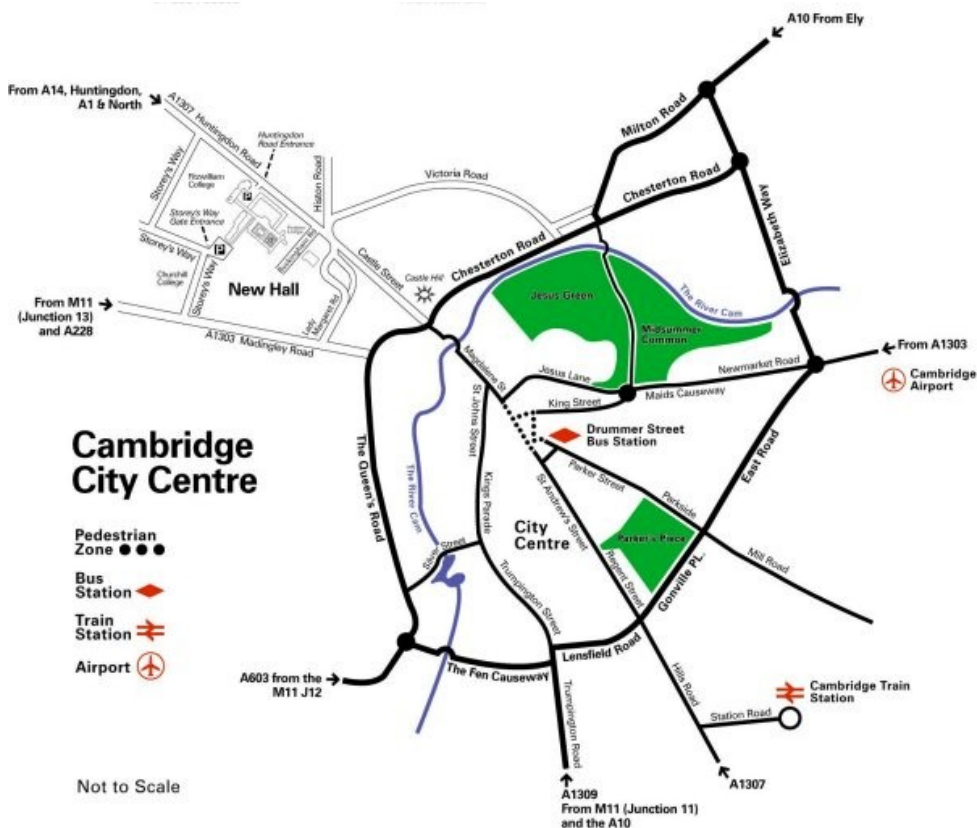 A10 From Ely
From A14, Huntingdon,
A1 & North
A1307 Huntingdon Road
Huntingdon
Road Entrance
Milton Road
Storey's Way
Fitzwilliam
College
P
Histon Road
Victoria Road
Chesterton Road
Elizabeth Way
Storey's Way
Gate Entrance
Storey's Way
P
Buckingham Rd
Castle Street
Chesterton Road
Castle Hill
Churchill
College
Storey's Way
New Hall
Lady
Margaret Rd
Jesus Green
The River Cam
Midsummer
Common
From M11
(Junction 13)
and A228
A1303 Madingley Road
From A1303
Cambridge
Airport
Magdelene St
Jesus Lane
Newmarket Road
Maids Causeway
King Street
St Johns Street
Drummer Street
Bus Station
Cambridge
City Centre
The Queen's Road
The River Cam
Kings Parade
St Andrew's Street
Parker Street
Parkside
East Road
City
Centre
Parker's Piece
Mill Road
Pedestrian
Zone
Silver Street
Regent Street
Gonville PL.
Bus
Station
Trumpington Street
Train
Station
Airport
Lensfield Road
The Fen Causeway
A603 from the
M11 J12
Hills Road
Cambridge Train
Station
Station Road
Trumpington Road
Not to Scale
A1307
A1309
From M11 (Junction 11)
and the A10